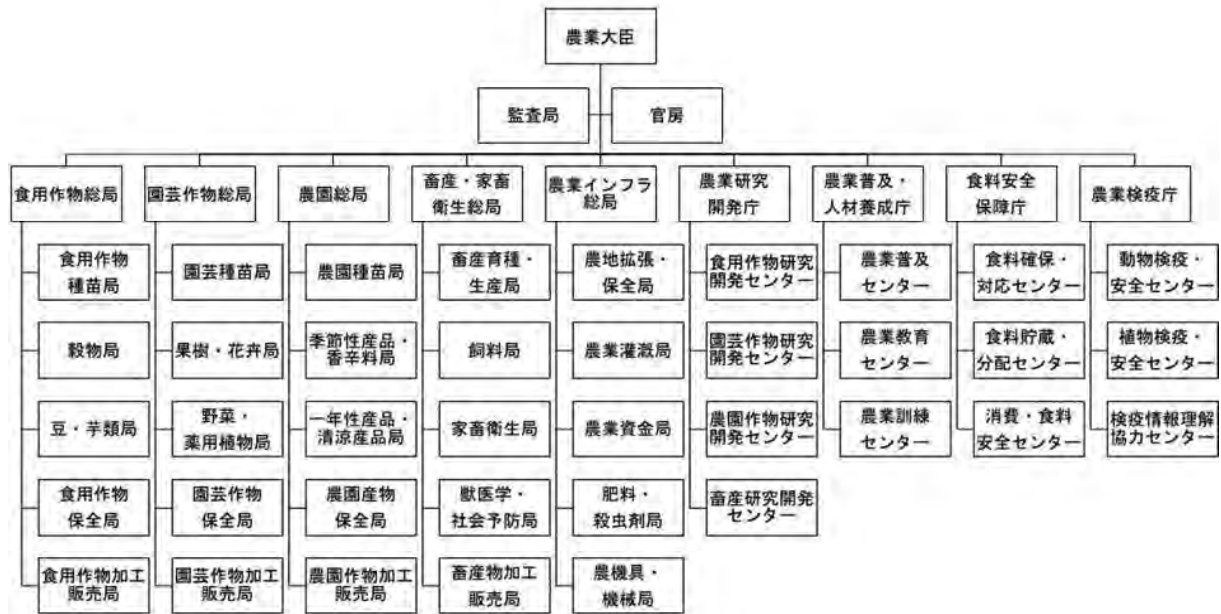 農業大臣
監査局
官房
食用作物総局
園芸作物総局
農園総局
畜産・家畜
衛生総局
農業インフラ
総局
農業研究
開発庁
農業普及・
人材養成庁
食料安全
保障庁
農業検疫庁
食用作物
種苗局
園芸種苗局
農園種苗局
畜産育種・
生産局
農地拡張・
保全局
食用作物研究
開発センター
農業普及
センター
食料確保・
対応センター
動物検疫・
安全センター
穀物局
果樹・花卉局
季節性産品・
香辛料局
飼料局
農業灌漑局
園芸作物研究
開発センター
農業教育
センター
食料貯蔵・
分配センター
植物検疫・
安全センター
豆・芋類局
野菜・
薬用植物局
一年性産品・
清涼産品局
家畜衛生局
農業資金局
農園作物研究
開発センター
農業訓練
センター
消費・食料
安全センター
検疫情報理解
協力センター
食用作物
保全局
園芸作物
保全局
農園産物
保全局
獣医学・
社会予防局
肥料・
殺虫剤局
畜産研究開発
センター
食用作物加工
販売局
園芸作物加工
販売局
農園作物加工
販売局
畜産物加工
販売局
農機具・
機械局